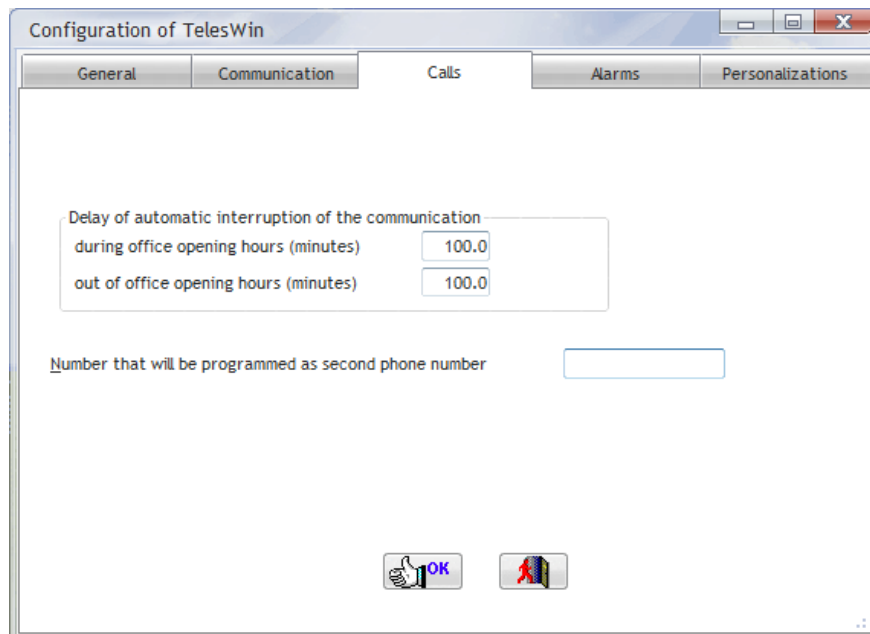 Configuration of TelesWin
General Communication Calls Alarms Personalizations
Delay of automatic interruption of the communication
during office opening hours (minutes) 100.0
out of office opening hours (minutes) 100.0
Number that will be programmed as second phone number
OK